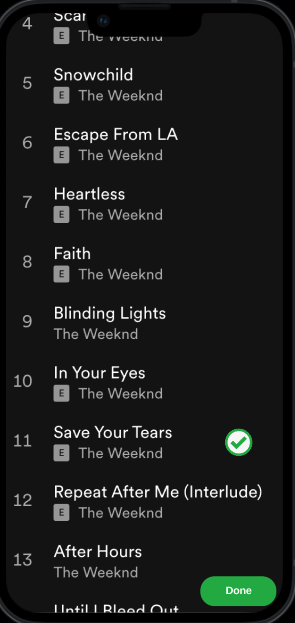 4
E The Weeknd
5 Snowchild
E The Weeknd
6 Escape From LA
E The Weeknd
7 Heartless
E The Weeknd
8 Faith
E The Weeknd
9 Blinding Lights
The Weeknd
10 In Your Eyes
E The Weeknd
11 Save Your Tears
E The Weeknd
12 Repeat After Me (Interlude)
E The Weeknd
13 After Hours
The Weeknd
Until I Bleed Out
Done